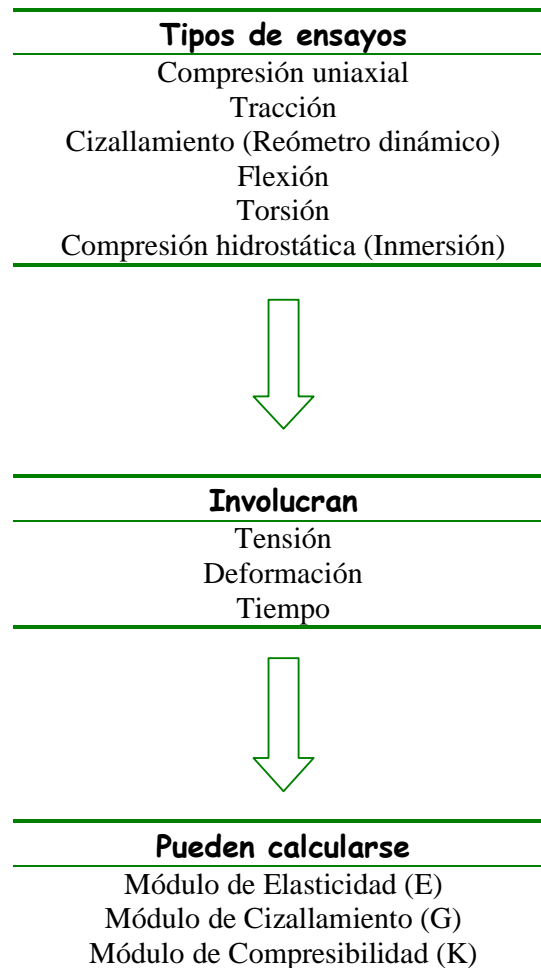 Tipos de ensayos
Compresión uniaxial
Tracción
Cizallamiento (Reómetro dinámico)
Flexión
Torsión
Compresión hidrostática (Inmersión)
Involucran
Tensión
Deformación
Tiempo
Pueden calcularse
Módulo de Elasticidad (E)
Módulo de Cizallamiento (G)
Módulo de Compresibilidad (K)